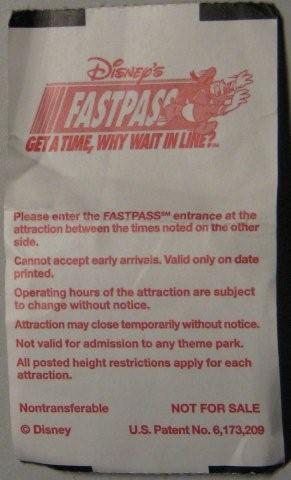 Disney's
FASTPASS
GET A TIME, WHY WAIT IN LINE?
Please enter the FASTPASS℠ entrance at the
attraction between the times noted on the other
side.
Cannot accept early arrivals. Valid only on date
printed.
Operating hours of the attraction are subject
to change without notice.
Attraction may close temporarily without notice.
Not valid for admission to any theme park.
All posted height restrictions apply for each
attraction.
Nontransferable NOT FOR SALE
© Disney U.S. Patent No. 6,173,209